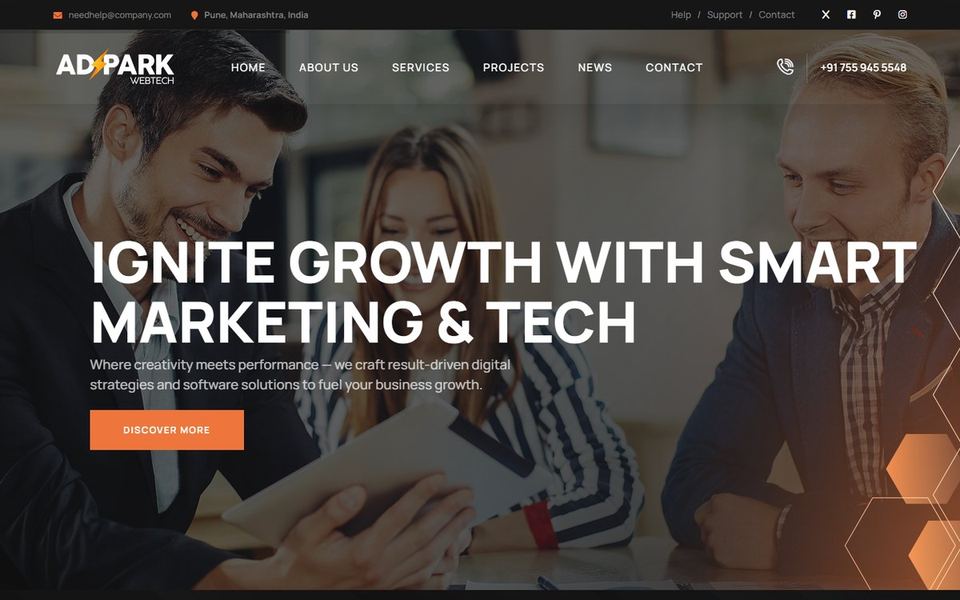 needhelp@company.com
Pune, Maharashtra, India
Help / Support / Contact
AD PARK
WEBTECH
HOME
ABOUT US
SERVICES
PROJECTS
NEWS
CONTACT
+91 755 945 5548
IGNITE GROWTH WITH SMART
MARKETING & TECH
Where creativity meets performance — we craft result-driven digital
strategies and software solutions to fuel your business growth.
DISCOVER MORE